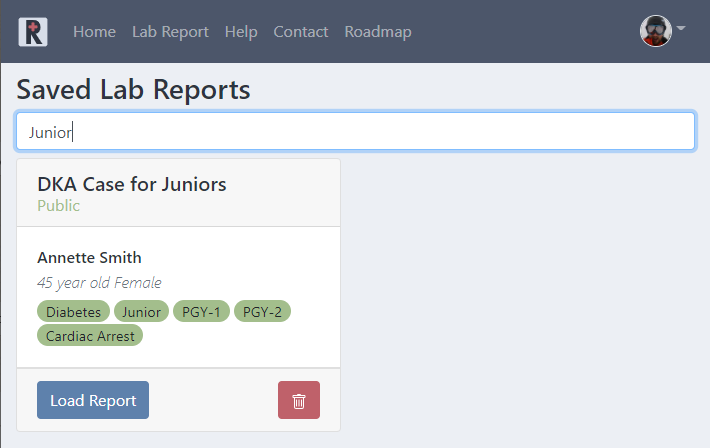 R
Home Lab Report Help Contact Roadmap
Saved Lab Reports
Junior
DKA Case for Juniors
Public
Annette Smith
45 year old Female
Diabetes Junior PGY-1 PGY-2
Cardiac Arrest
Load Report